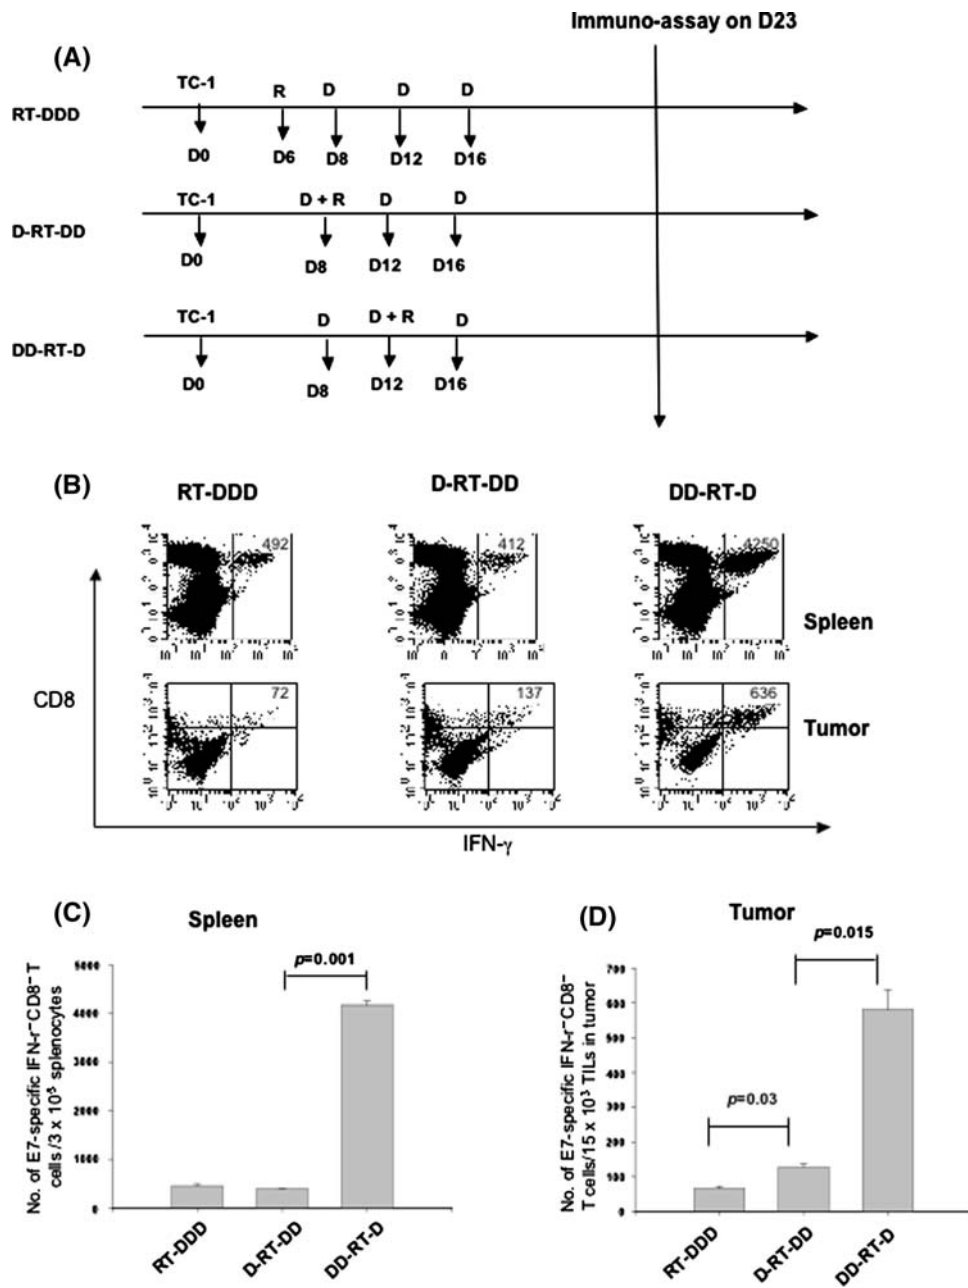 Immuno-assay on D23
(A)
TC-1 R D D D
RT-DDD
D0 D6 D8 D12 D16
TC-1 D + R D D
D-RT-DD
D0 D8 D12 D16
TC-1 D D + R D
DD-RT-D
D0 D8 D12 D16
(B)
RT-DDD D-RT-DD DD-RT-D
492 412 4250
Spleen
72 137 636
CD8
Tumor
IFN-γ
(C) Spleen
p=0.001
5000
4000
3000
2000
1000
0
No. of E7-specific IFN-r⁻CD8⁻ T
cells /3 x 10⁻⁵ splenocytes
RT-DDD D-RT-DD DD-RT-D
(D) Tumor
p=0.015
p=0.03
700
600
500
400
300
200
100
0
No. of E7-specific IFN-r⁻CD8⁻
T cells/15 x 10³ TILs in tumor
RT-DDD D-RT-DD DD-RT-D